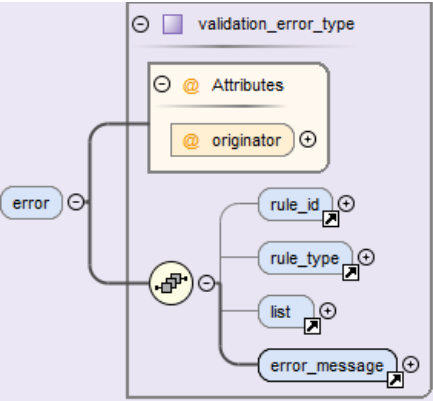 validation_error_type
@ Attributes
@ originator
error
rule_id
rule_type
list
error_message